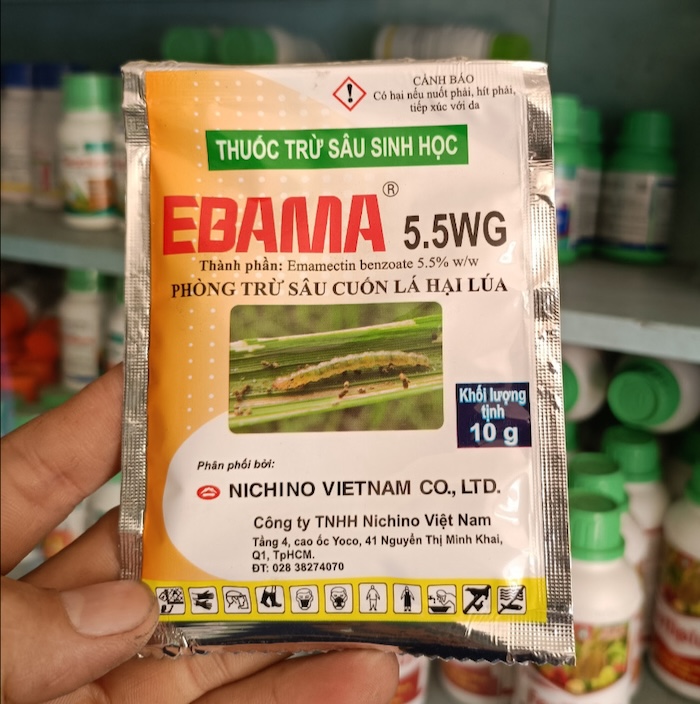 CẢNH BÁO
Có hại nếu nuốt phải, hít phải,
tiếp xúc với da
THUỐC TRỪ SÂU SINH HỌC
EBAMA® 5.5WG
Thành phần: Emamectin benzoate 5.5% w/w
PHÒNG TRỪ SÂU CUỐN LÁ HẠI LÚA
Khối lượng
tịnh
10 g
Phân phối bởi:
NICHINO VIETNAM CO., LTD.
Công ty TNHH Nichino Việt Nam
Tầng 4, cao ốc Yoco, 41 Nguyễn Thị Minh Khai,
Q1, TpHCM.
ĐT: 028 38274070